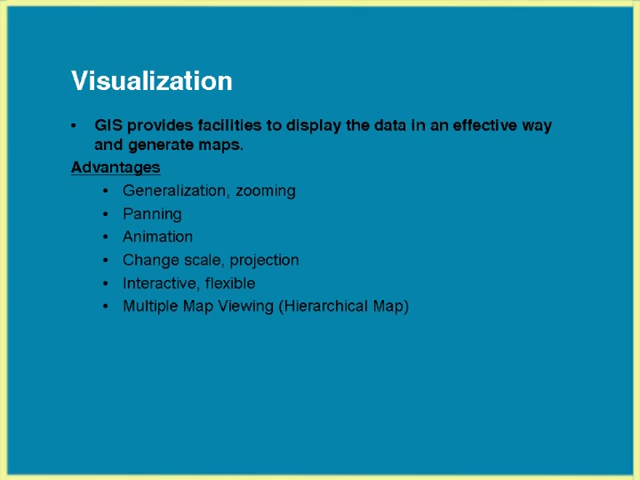 Visualization
• GIS provides facilities to display the data in an effective way
and generate maps.
Advantages
• Generalization, zooming
• Panning
• Animation
• Change scale, projection
• Interactive, flexible
• Multiple Map Viewing (Hierarchical Map)